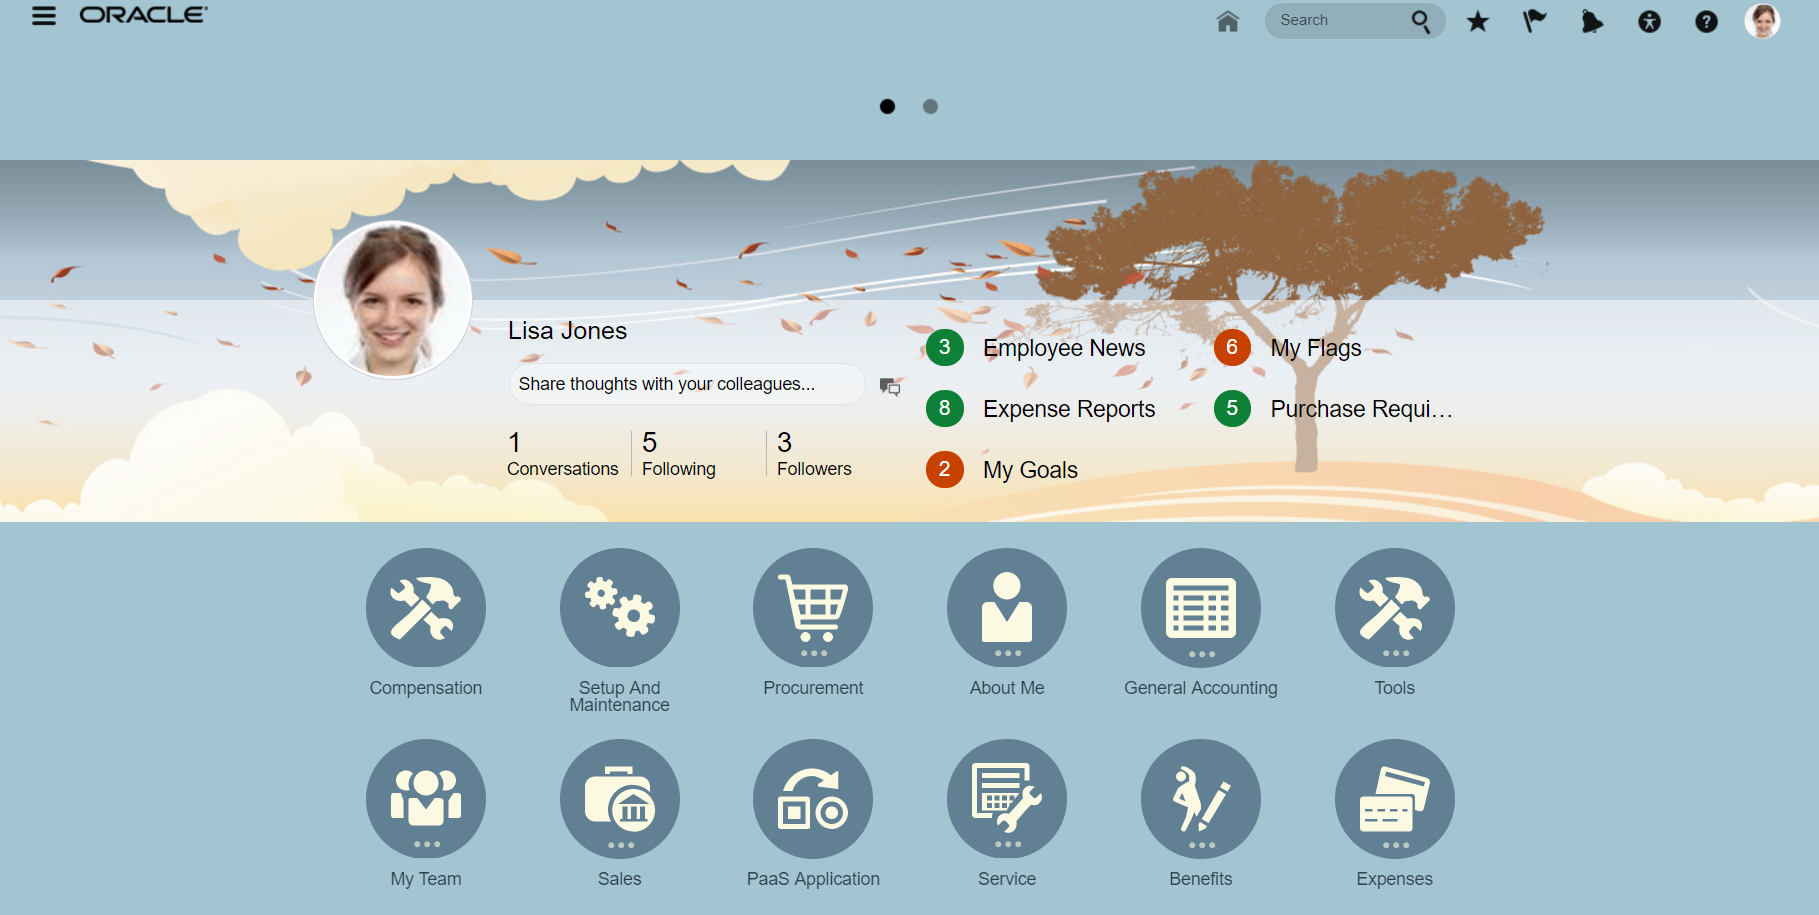 ORACLE
Search
Lisa Jones
Share thoughts with your colleagues...
1
Conversations
5
Following
3
Followers
3 Employee News
6 My Flags
8 Expense Reports
5 Purchase Requi...
2 My Goals
Compensation
Setup And
Maintenance
Procurement
About Me
General Accounting
Tools
My Team
Sales
PaaS Application
Service
Benefits
Expenses